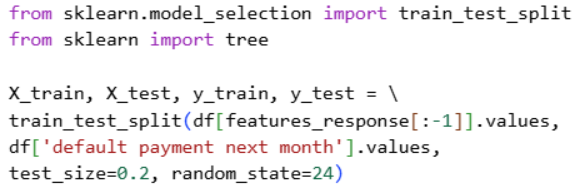 from sklearn.model_selection import train_test_split
from sklearn import tree
X_train, X_test, y_train, y_test = \
train_test_split(df[features_response[:-1]].values,
df['default payment next month'].values,
test_size=0.2, random_state=24)